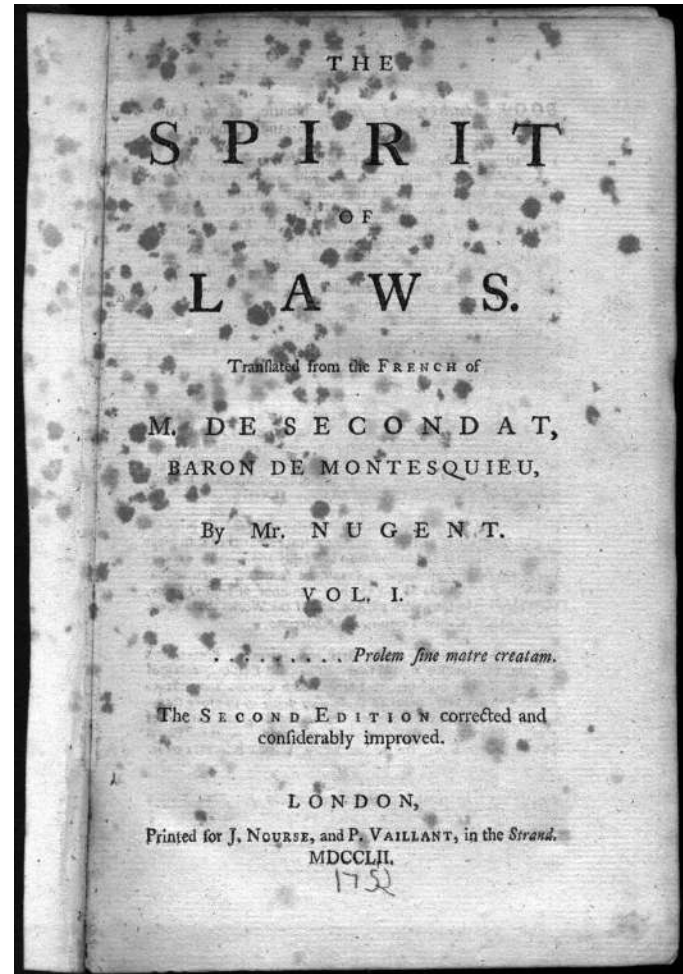 THE
SPIRIT
OF
LAWS.
Tranſlated from the FRENCH of
M. DE SECONDAT,
BARON DE MONTESQUIEU,
By Mr. NUGENT.
VOL. I.
. . . . . . . . . Prolem ſine matre creatam.
The SECOND EDITION corrected and
conſiderably improved.
LONDON,
Printed for J. NOURSE, and P. VAILLANT, in the Strand.
MDCCLII.
1752